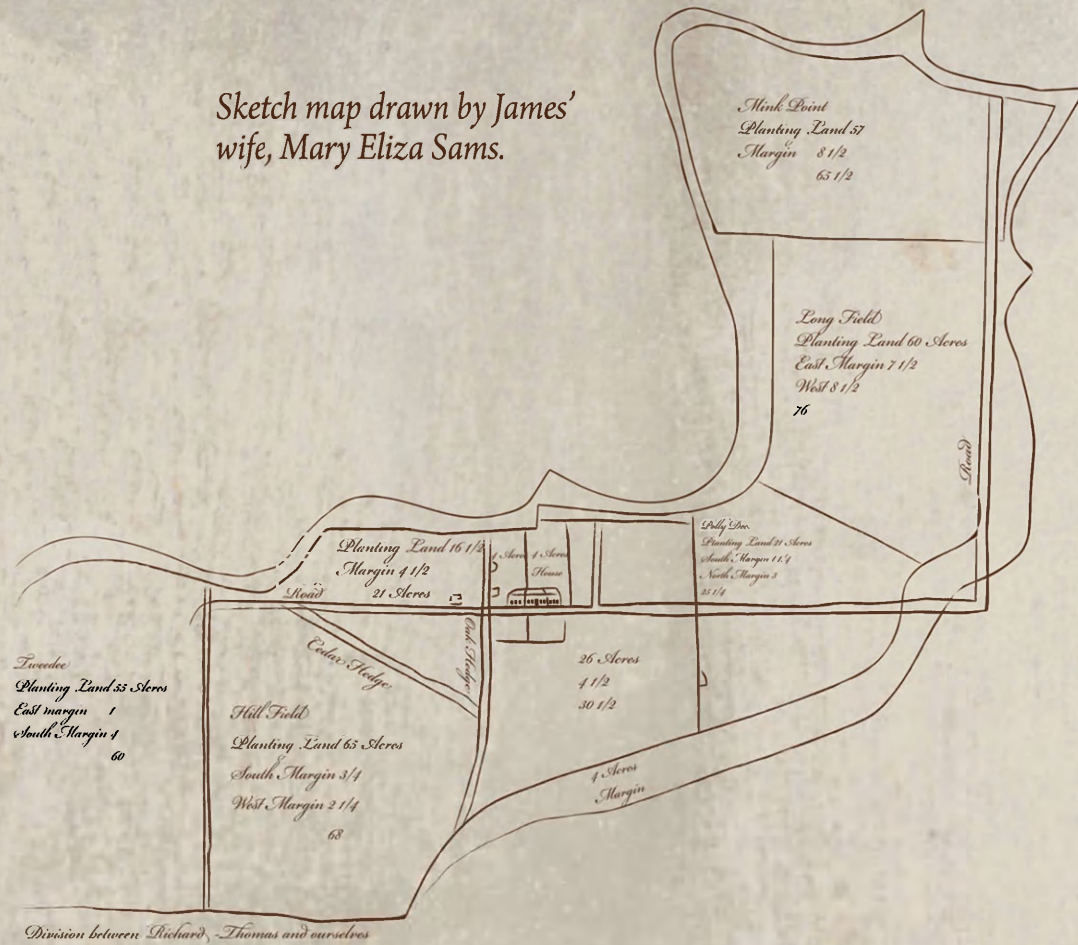 Sketch map drawn by James'
wife, Mary Eliza Sams.
Mink Point
Planting Land 57
Margin 8 1/2
65 1/2
Long Field
Planting Land 60 Acres
East Margin 7 1/2
West 8 1/2
76
Road
Polly Dec.
Planting Land 21 Acres
South Margin 1 1/4
North Margin 3
25 1/4
Planting Land 16 1/2
Margin 4 1/2
21 Acres
4 Acres
4 Acres
House
Road
Cedar Hedge
Oak Hedge
26 Acres
4 1/2
30 1/2
Tweedee
Planting Land 55 Acres
East margin 1
South Margin 4
60
Hill Field
Planting Land 65 Acres
South Margin 3/4
West Margin 2 1/4
68
4 Acres
Margin
Division between Richard, Thomas and ourselves